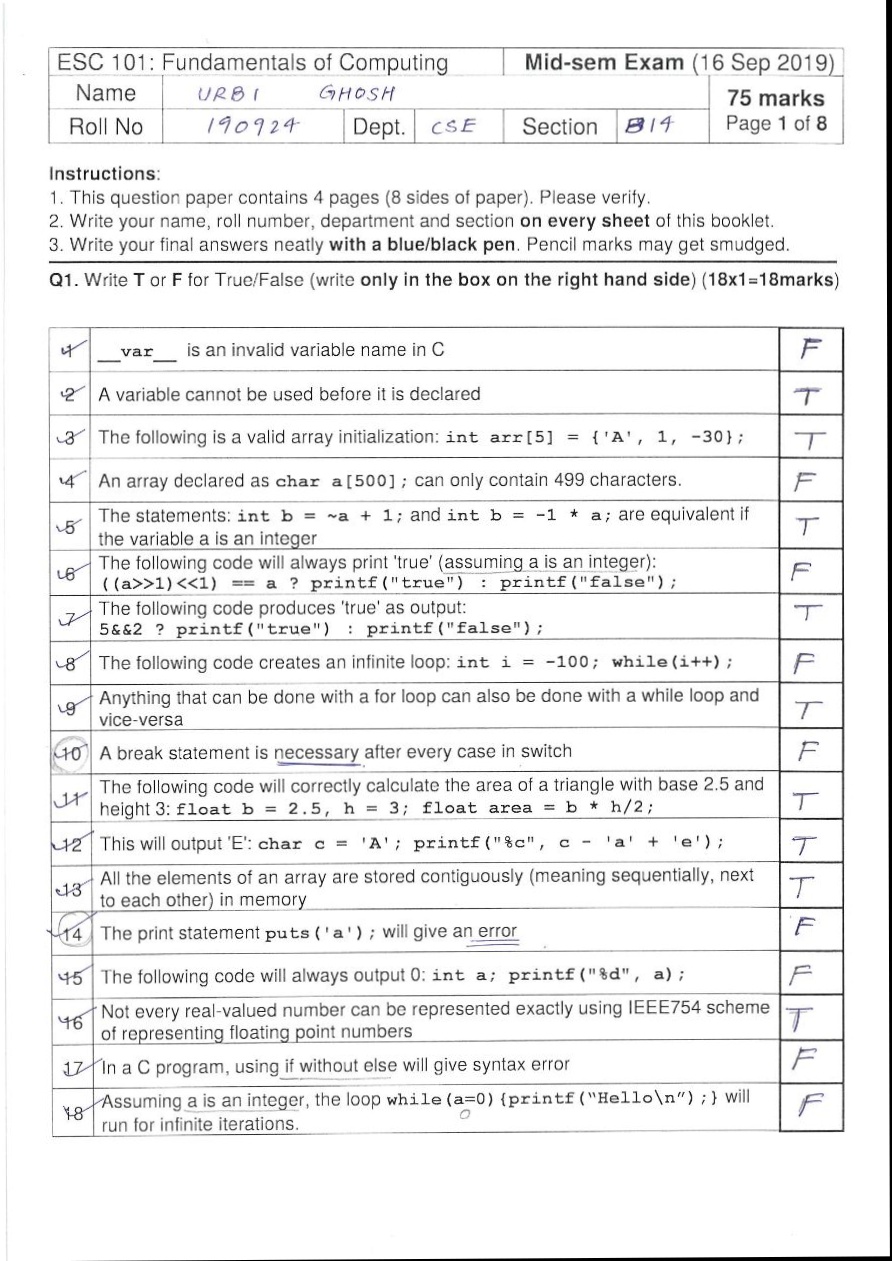 ESC 101: Fundamentals of Computing Mid-sem Exam (16 Sep 2019)
Name URBI GHOSH 75 marks
Roll No 190924 Dept. CSE Section B14 Page 1 of 8
Instructions:
1. This question paper contains 4 pages (8 sides of paper). Please verify.
2. Write your name, roll number, department and section on every sheet of this booklet.
3. Write your final answers neatly with a blue/black pen. Pencil marks may get smudged.
Q1. Write T or F for True/False (write only in the box on the right hand side) (18x1=18marks)
1 __var__ is an invalid variable name in C F
2 A variable cannot be used before it is declared T
3 The following is a valid array initialization: int arr[5] = {'A', 1, -30}; T
4 An array declared as char a[500]; can only contain 499 characters. F
5 The statements: int b = ~a + 1; and int b = -1 * a; are equivalent if
the variable a is an integer T
6 The following code will always print 'true' (assuming a is an integer):
((a>>1)<<1) == a ? printf("true") : printf("false"); F
7 The following code produces 'true' as output:
5&&2 ? printf("true") : printf("false"); T
8 The following code creates an infinite loop: int i = -100; while(i++); F
9 Anything that can be done with a for loop can also be done with a while loop and
vice-versa T
10 A break statement is necessary after every case in switch F
11 The following code will correctly calculate the area of a triangle with base 2.5 and
height 3: float b = 2.5, h = 3; float area = b * h/2; T
12 This will output 'E': char c = 'A'; printf("%c", c - 'a' + 'e'); T
13 All the elements of an array are stored contiguously (meaning sequentially, next
to each other) in memory T
14 The print statement puts('a'); will give an error F
15 The following code will always output 0: int a; printf("%d", a); F
16 Not every real-valued number can be represented exactly using IEEE754 scheme
of representing floating point numbers T
17 In a C program, using if without else will give syntax error F
18 Assuming a is an integer, the loop while(a=0){printf("Hello\n");} will
0
run for infinite iterations. F